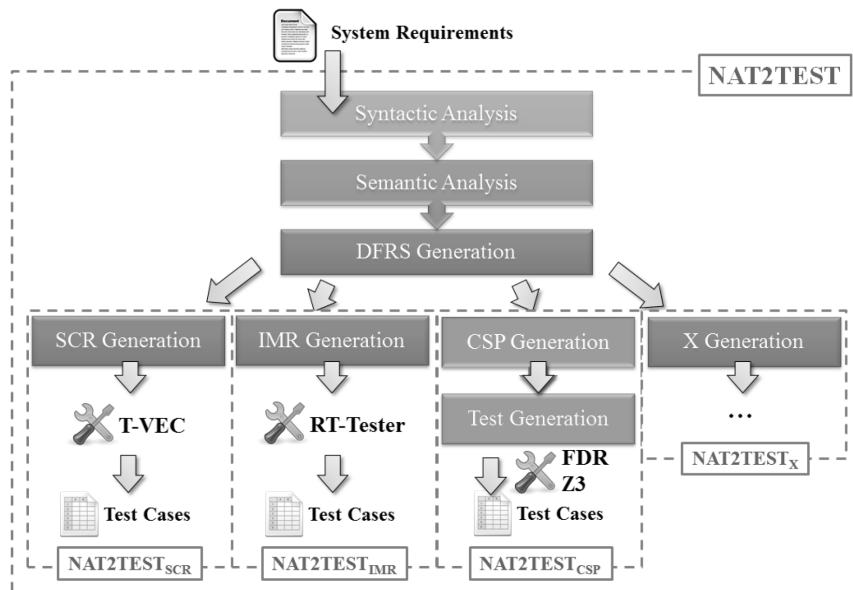 Document
System Requirements
NAT2TEST
Syntactic Analysis
Semantic Analysis
DFRS Generation
SCR Generation
IMR Generation
CSP Generation
X Generation
T-VEC
RT-Tester
Test Generation
...
FDR
Z3
Test Cases
Test Cases
Test Cases
NAT2TEST_X
NAT2TEST_SCR
NAT2TEST_IMR
NAT2TEST_CSP